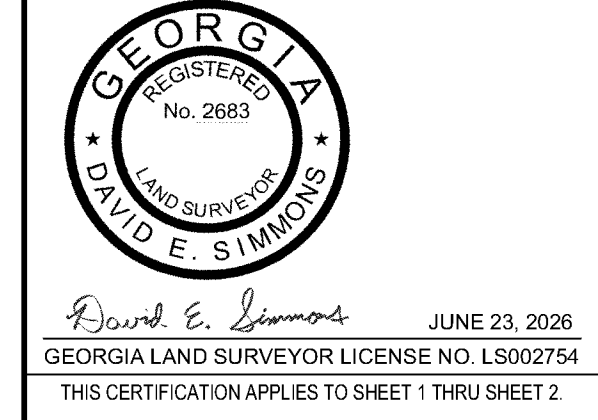 GEORGIA
REGISTERED
No. 2683
LAND SURVEYOR
★ DAVID E. SIMMONS ★
David E. Simmons
JUNE 23, 2026
GEORGIA LAND SURVEYOR LICENSE NO. LS002754
THIS CERTIFICATION APPLIES TO SHEET 1 THRU SHEET 2.